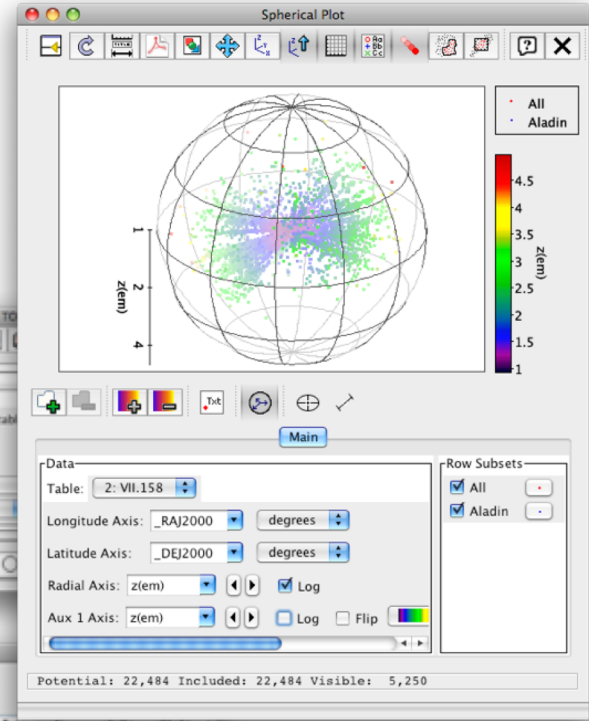 Spherical Plot
All
Aladin
4.5
4
3.5
3
2.5
2
1.5
1
z(em)
1
2
4
z(em)
Txt
Main
Data
Table: 2: VII.158
Longitude Axis: _RAJ2000 degrees
Latitude Axis: _DEJ2000 degrees
Radial Axis: z(em) Log
Aux 1 Axis: z(em) Log Flip
Row Subsets
All
Aladin
Potential: 22,484 Included: 22,484 Visible: 5,250